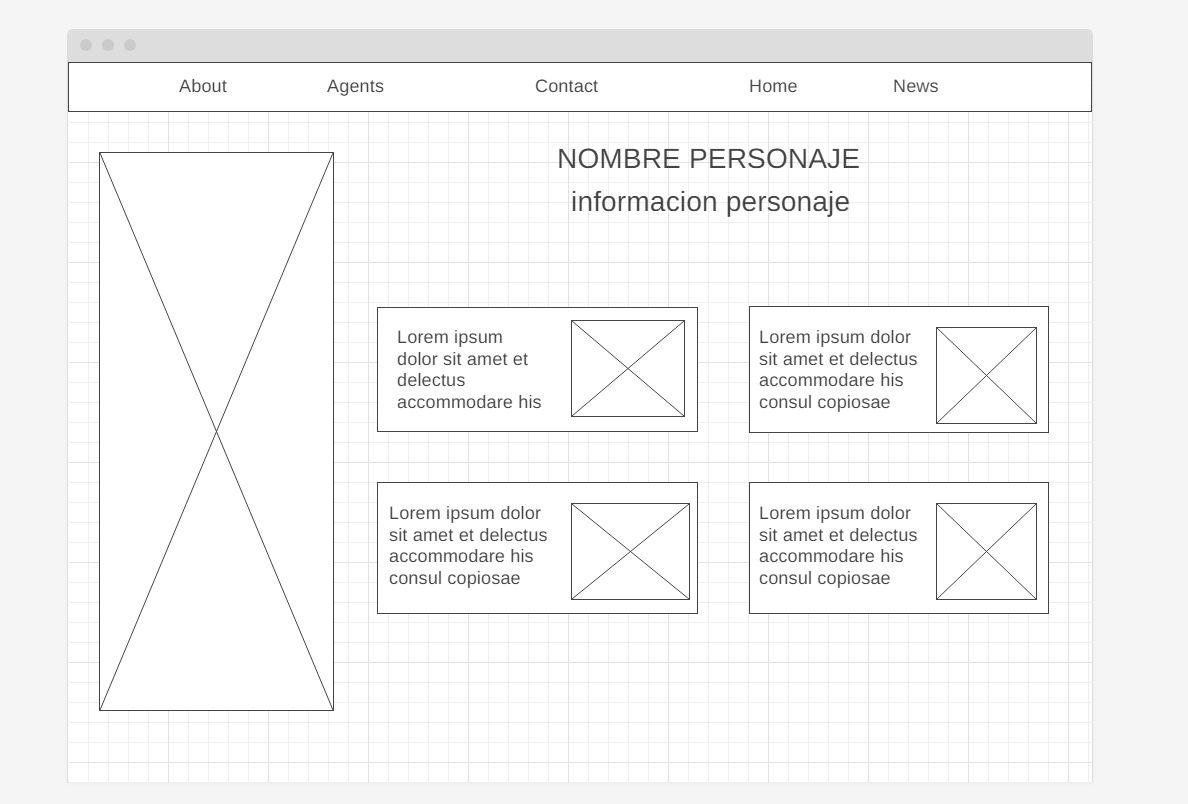 About
Agents
Contact
Home
News
NOMBRE PERSONAJE
informacion personaje
Lorem ipsum
dolor sit amet et
delectus
accommodare his
Lorem ipsum dolor
sit amet et delectus
accommodare his
consul copiosae
Lorem ipsum dolor
sit amet et delectus
accommodare his
consul copiosae
Lorem ipsum dolor
sit amet et delectus
accommodare his
consul copiosae